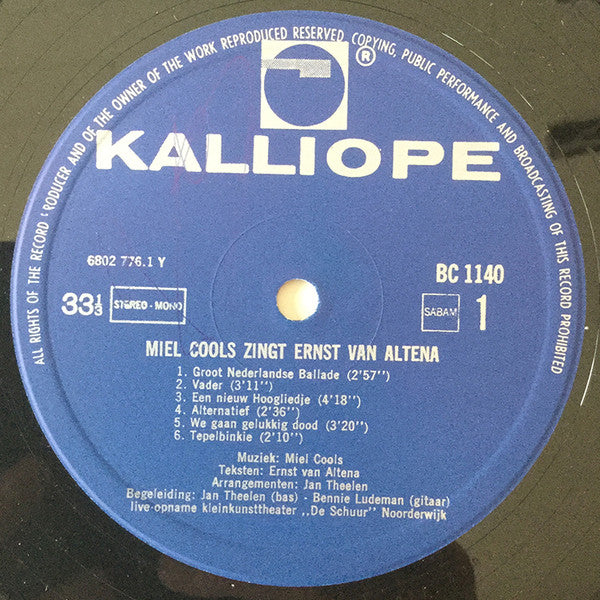 ALL RIGHTS OF THE RECORD PRODUCER AND OF THE OWNER OF THE WORK REPRODUCED RESERVED. COPYING, PUBLIC PERFORMANCE AND BROADCASTING OF THIS RECORD PROHIBITED
®
KALLIOPE
6802 776.1 Y
BC 1140
33⅓ STEREO-MONO
SABAM 1
MIEL COOLS ZINGT ERNST VAN ALTENA
1. Groot Nederlandse Ballade (2'57'')
2. Vader (3'11'')
3. Een nieuw Hoogliedje (4'18'')
4. Alternatief (2'36'')
5. We gaan gelukkig dood (3'20'')
6. Tepelbinkie (2'10'')
Muziek: Miel Cools
Teksten: Ernst van Altena
Arrangementen: Jan Theelen
Begeleiding: Jan Theelen (bas) - Bennie Ludeman (gitaar)
live-opname kleinkunsttheater ,,De Schuur'' Noorderwijk